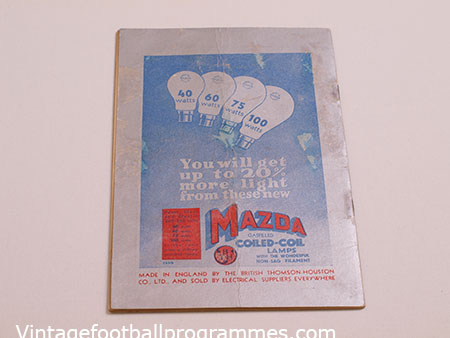 40
watts
60
watts
75
watts
100
watts
You will get
up to 20%
more light
from these new
MAZDA
GASFILLED
COILED-COIL
LAMPS
WITH THE WONDERFUL
NON SAG FILAMENT
MADE IN ENGLAND BY THE BRITISH THOMSON-HOUSTON
CO. LTD. AND SOLD BY ELECTRICAL SUPPLIERS EVERYWHERE
Vintagefootballprogrammes.com